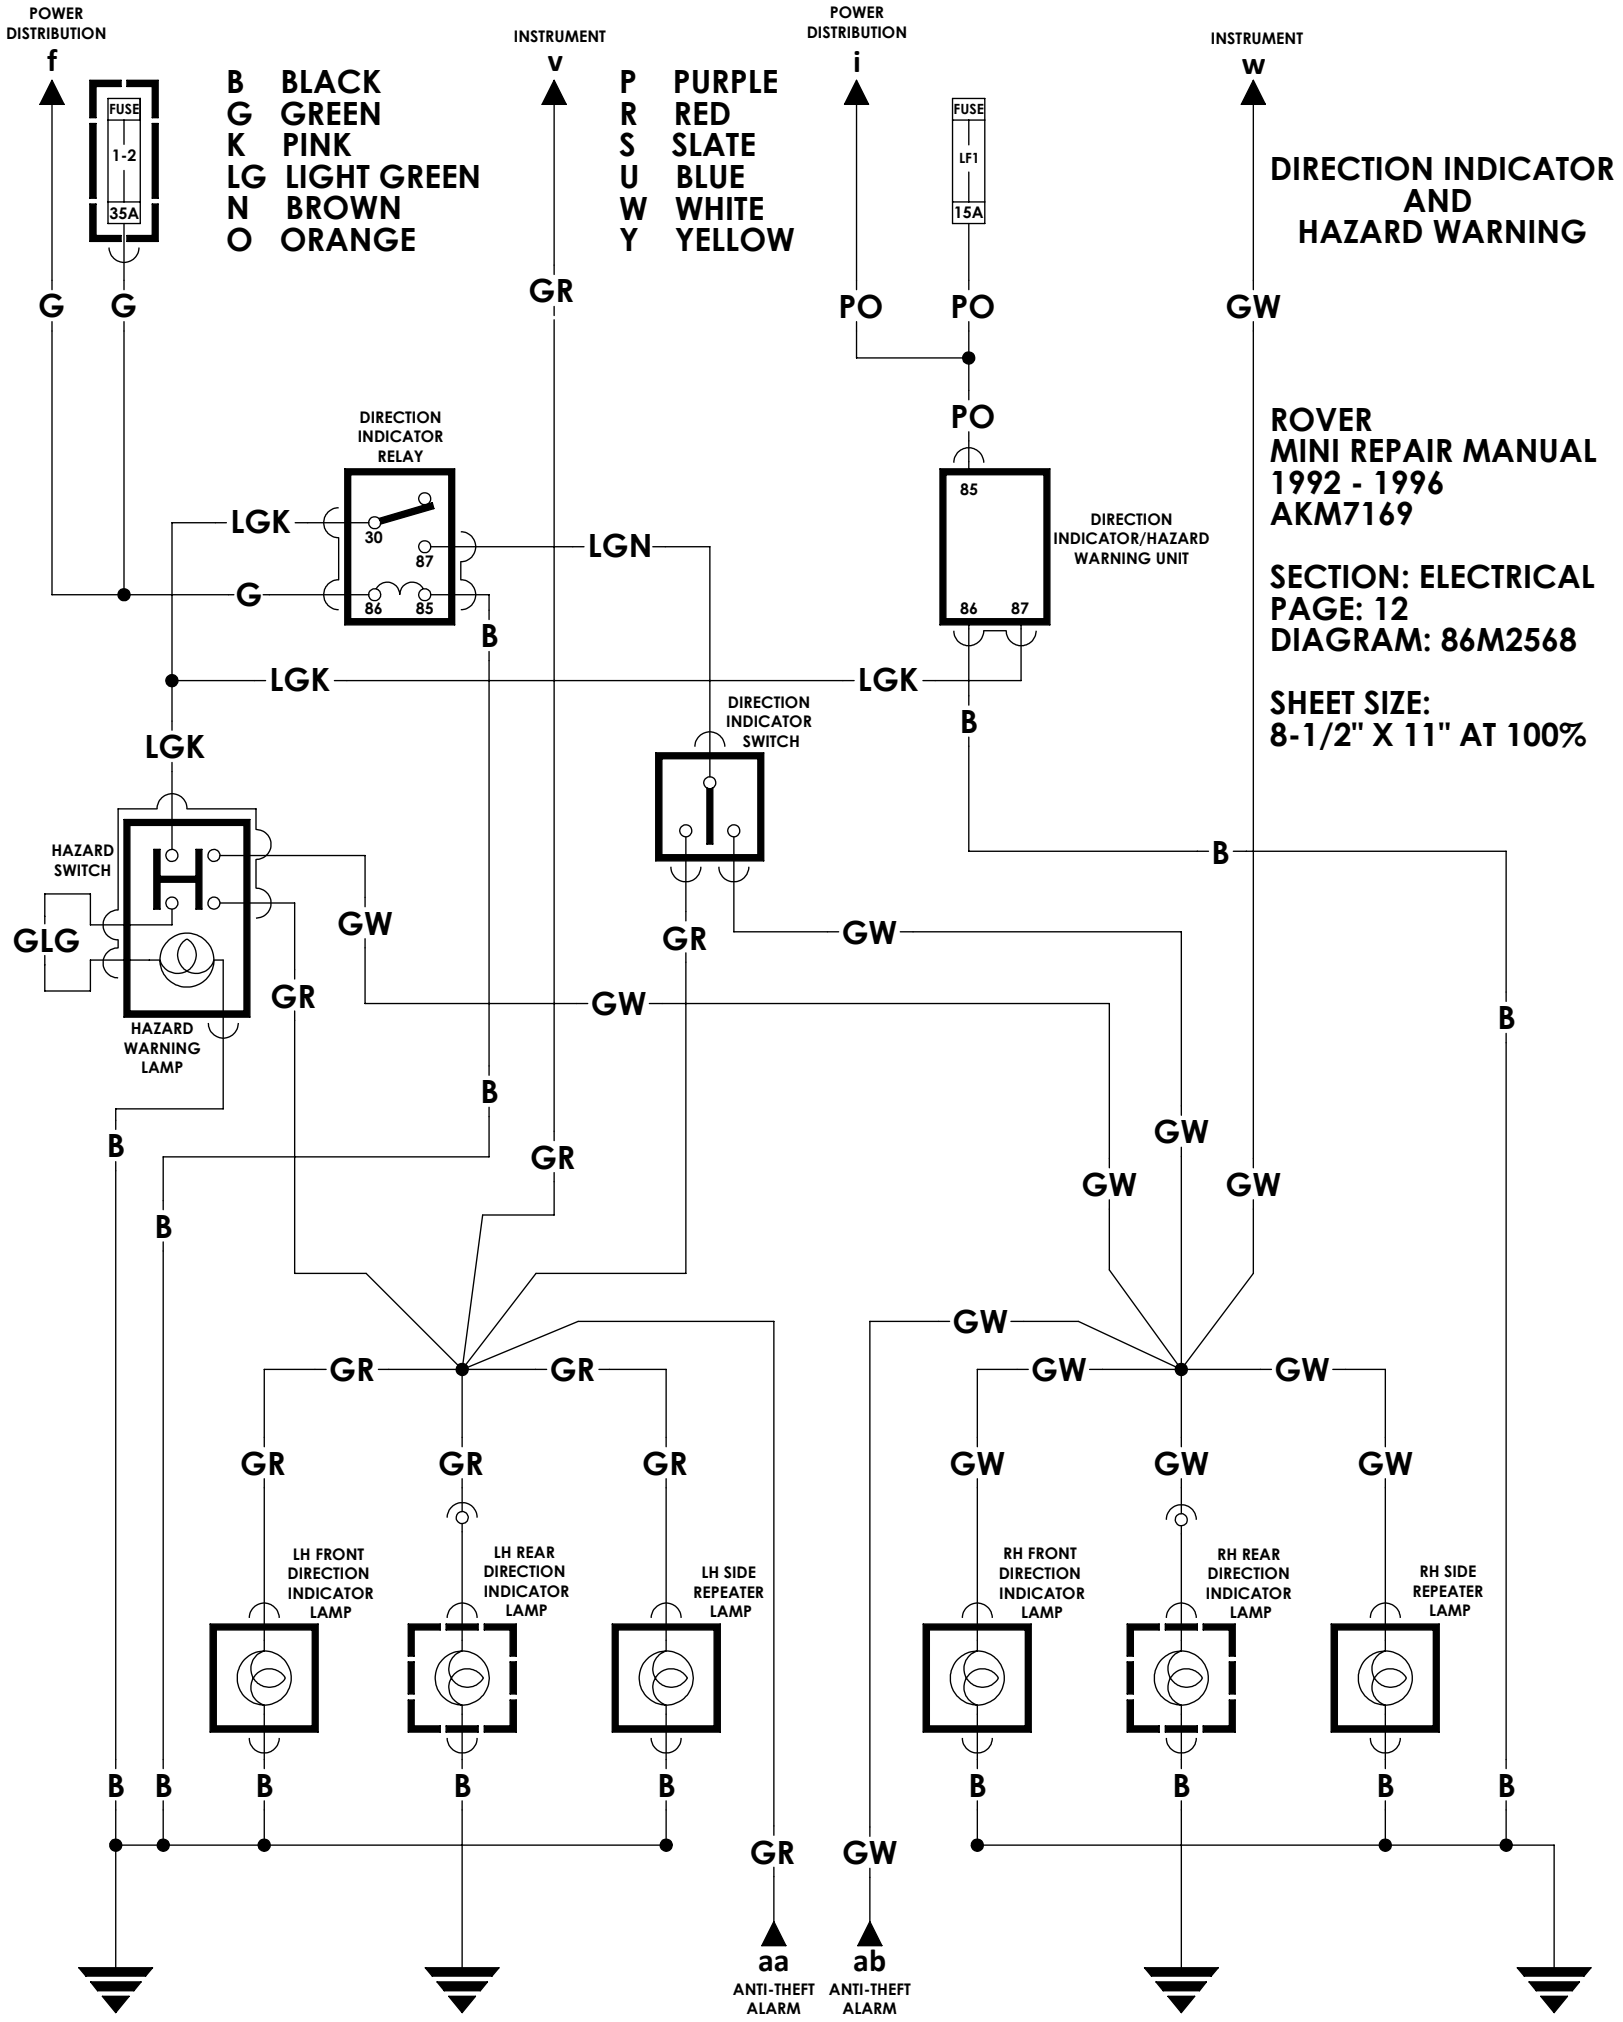 POWER
DISTRIBUTION
f
INSTRUMENT
v
POWER
DISTRIBUTION
i
INSTRUMENT
w
FUSE
1-2
35A
B BLACK
G GREEN
K PINK
LG LIGHT GREEN
N BROWN
O ORANGE
P PURPLE
R RED
S SLATE
U BLUE
W WHITE
Y YELLOW
FUSE
LF1
15A
DIRECTION INDICATOR
AND
HAZARD WARNING
G
G
GR
PO
PO
GW
PO
ROVER
MINI REPAIR MANUAL
1992 - 1996
AKM7169
SECTION: ELECTRICAL
PAGE: 12
DIAGRAM: 86M2568
SHEET SIZE:
8-1/2" X 11" AT 100%
DIRECTION
INDICATOR
RELAY
LGK
30
87
86
85
LGN
G
B
85
86
87
DIRECTION
INDICATOR/HAZARD
WARNING UNIT
LGK
LGK
B
LGK
DIRECTION
INDICATOR
SWITCH
HAZARD
SWITCH
GLG
HAZARD
WARNING
LAMP
GW
GR
GR
GW
B
GW
B
B
B
GR
GW
GW
GW
B
B
GW
GR
GR
GW
GW
GR
GR
GR
GW
GW
GW
LH FRONT
DIRECTION
INDICATOR
LAMP
LH REAR
DIRECTION
INDICATOR
LAMP
LH SIDE
REPEATER
LAMP
RH FRONT
DIRECTION
INDICATOR
LAMP
RH REAR
DIRECTION
INDICATOR
LAMP
RH SIDE
REPEATER
LAMP
B
B
B
B
B
B
B
B
B
GR
GW
aa
ANTI-THEFT
ALARM
ab
ANTI-THEFT
ALARM